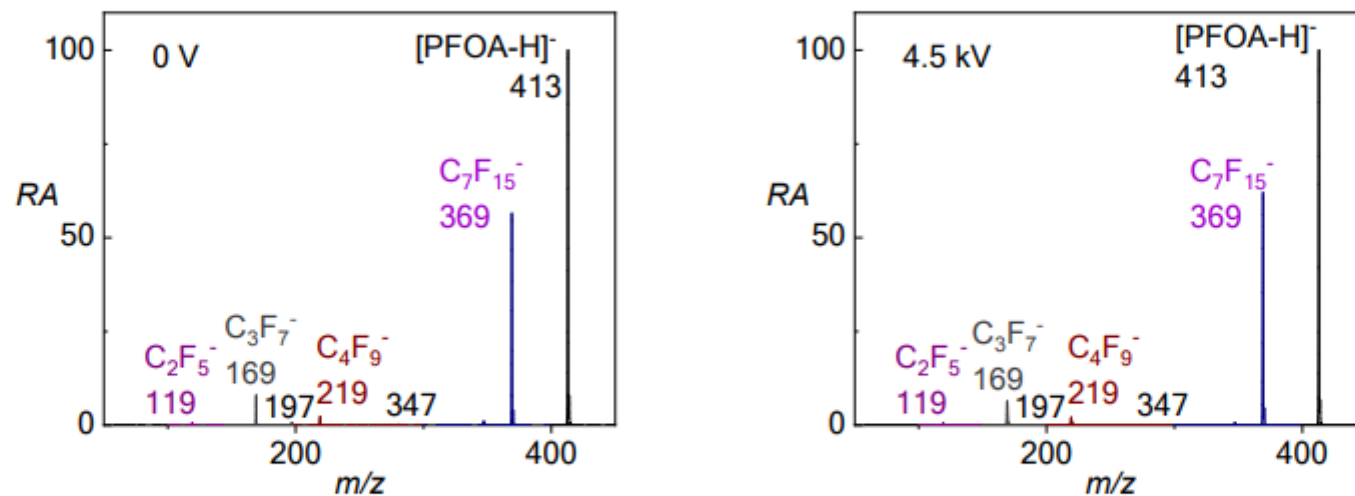 100
0 V
[PFOA-H]⁻
413
C₇F₁₅⁻
369
RA
50
C₃F₇⁻
169
C₂F₅⁻
119
C₄F₉⁻
219
197
347
0
200
400
m/z
100
4.5 kV
[PFOA-H]⁻
413
C₇F₁₅⁻
369
RA
50
C₃F₇⁻
169
C₂F₅⁻
119
C₄F₉⁻
219
197
347
0
200
400
m/z